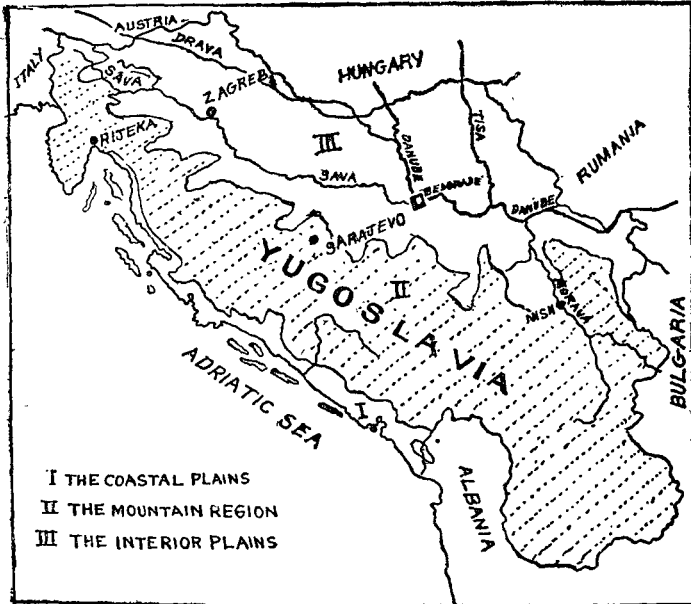 AUSTRIA
DRAVA
ITALY
HUNGARY
SAVA
ZAGREB
TISA
RIJEKA
III
DANUBE
RUMANIA
SAVA
BELGRADE
DANUBE
SARAJEVO
YUGOSLAVIA
II
MORAVA
NISH
BULGARIA
ADRIATIC SEA
I
ALBANIA
I THE COASTAL PLAINS
II THE MOUNTAIN REGION
III THE INTERIOR PLAINS